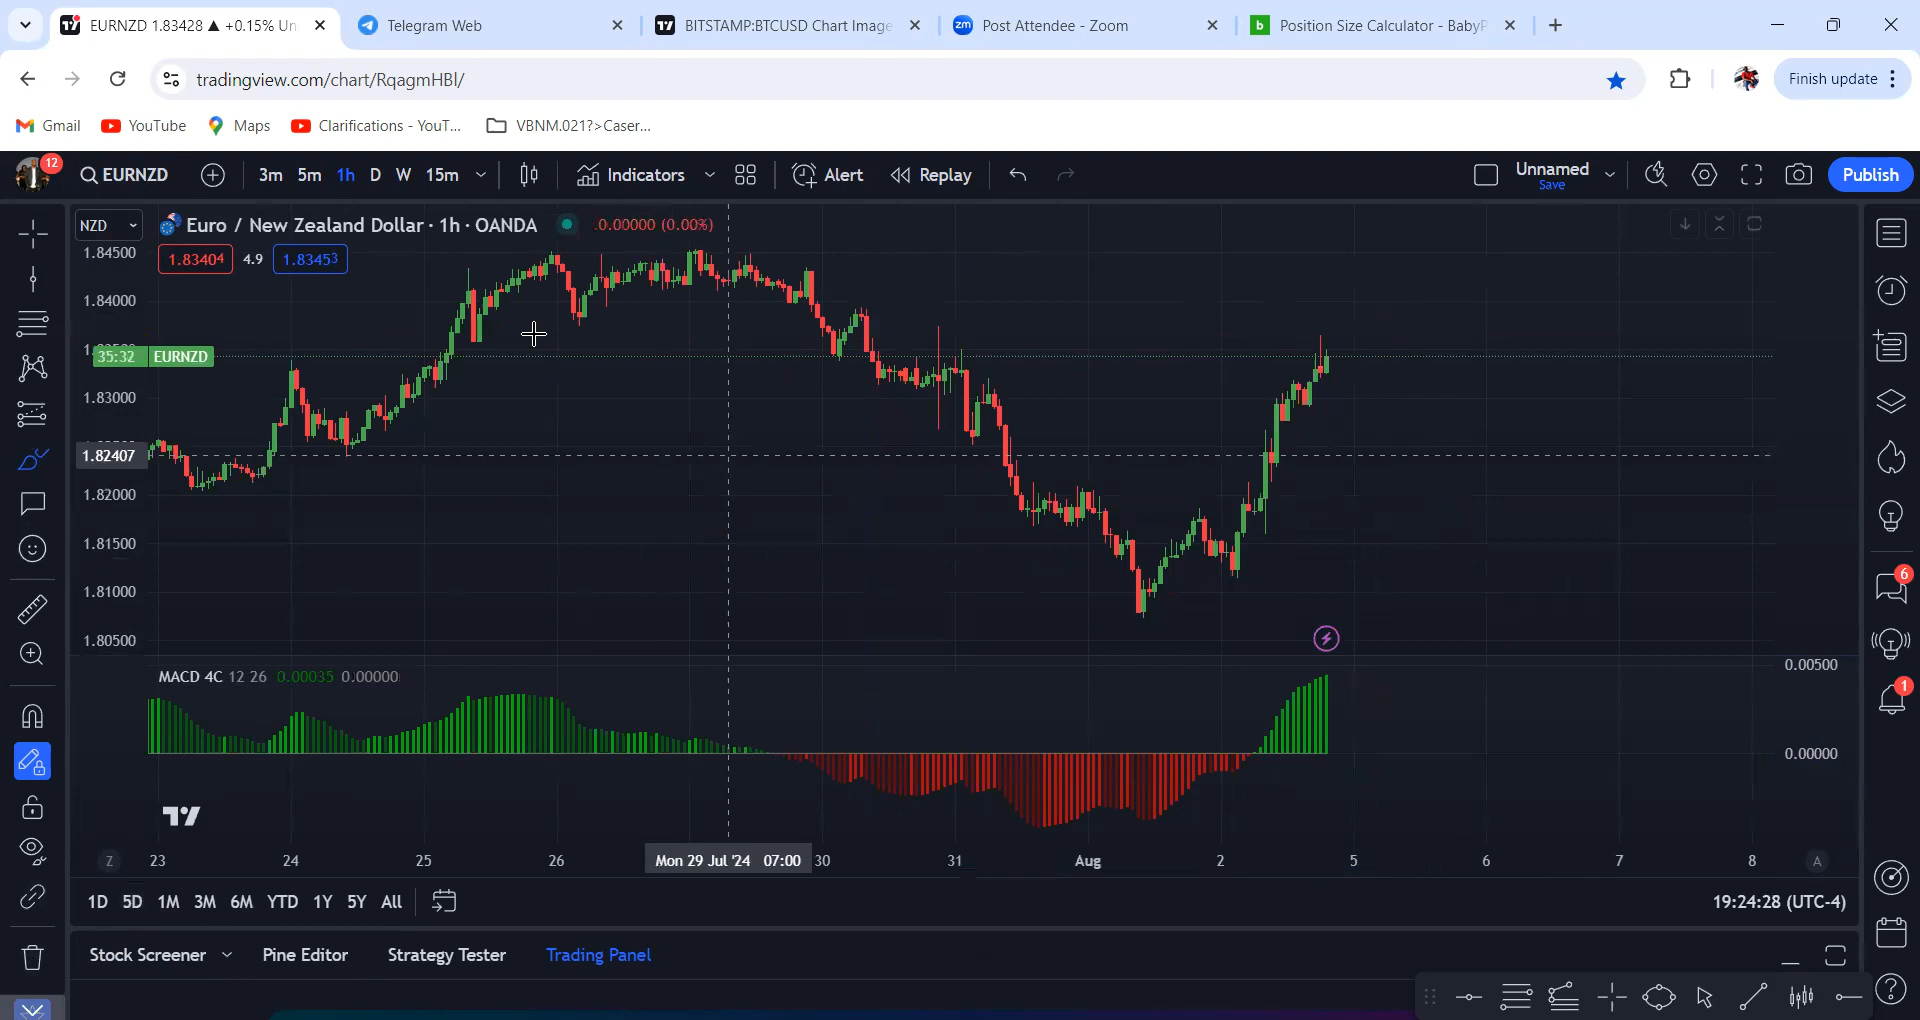 EURNZD 1.83428 ▲ +0.15% Un
Telegram Web
BITSTAMP:BTCUSD Chart Image
zm Post Attendee - Zoom
b Position Size Calculator - BabyP
tradingview.com/chart/RqagmHBl/
Finish update
Gmail YouTube Maps Clarifications - YouT... VBNM.021?>Caser...
12
EURNZD 3m 5m 1h D W 15m Indicators Alert Replay Unnamed Save Publish
NZD Euro / New Zealand Dollar · 1h · OANDA 0.00000 (0.00%)
1.84500 1.83404 4.9 1.83453
1.84000
35:32 EURNZD
1.83000
1.82407
1.82000
1.81500
1.81000
1.80500
MACD 4C 12 26 0.00035 0.00000
0.00500
0.00000
6
1
Z 23 24 25 26 Mon 29 Jul '24 07:00 30 31 Aug 2 5 6 7 8 A
1D 5D 1M 3M 6M YTD 1Y 5Y All 19:24:28 (UTC-4)
Stock Screener Pine Editor Strategy Tester Trading Panel